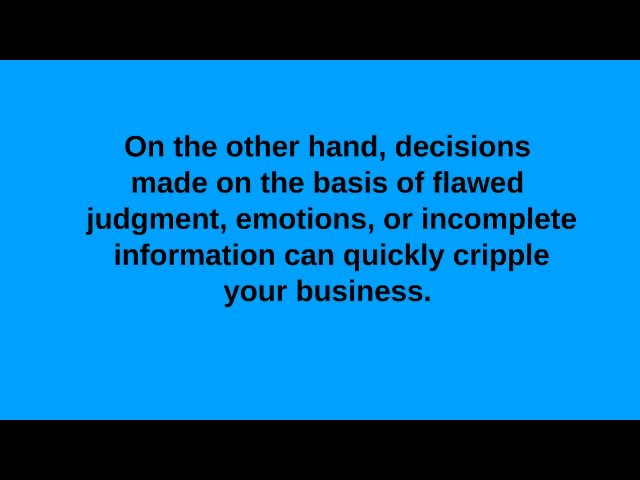 On the other hand, decisions
made on the basis of flawed
judgment, emotions, or incomplete
information can quickly cripple
your business.